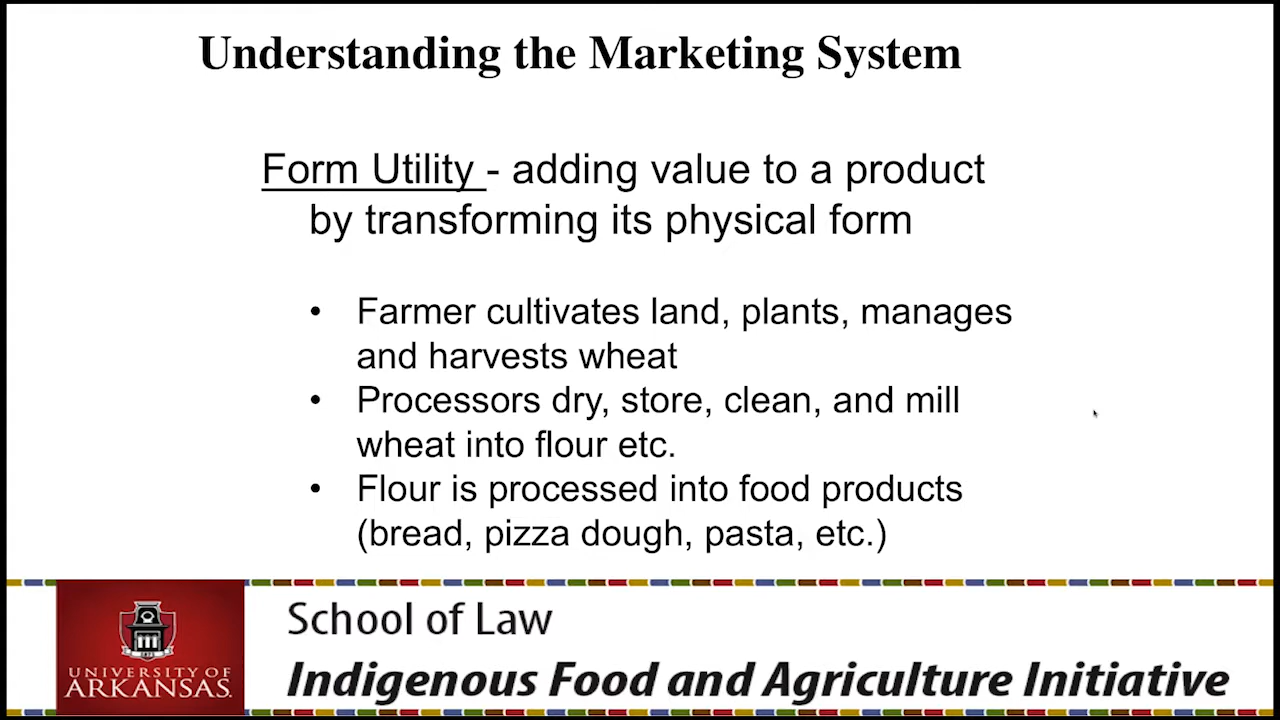 Understanding the Marketing System
Form Utility - adding value to a product
by transforming its physical form
• Farmer cultivates land, plants, manages
and harvests wheat
• Processors dry, store, clean, and mill
wheat into flour etc.
• Flour is processed into food products
(bread, pizza dough, pasta, etc.)
School of Law
UNIVERSITY OF
ARKANSAS.
Indigenous Food and Agriculture Initiative